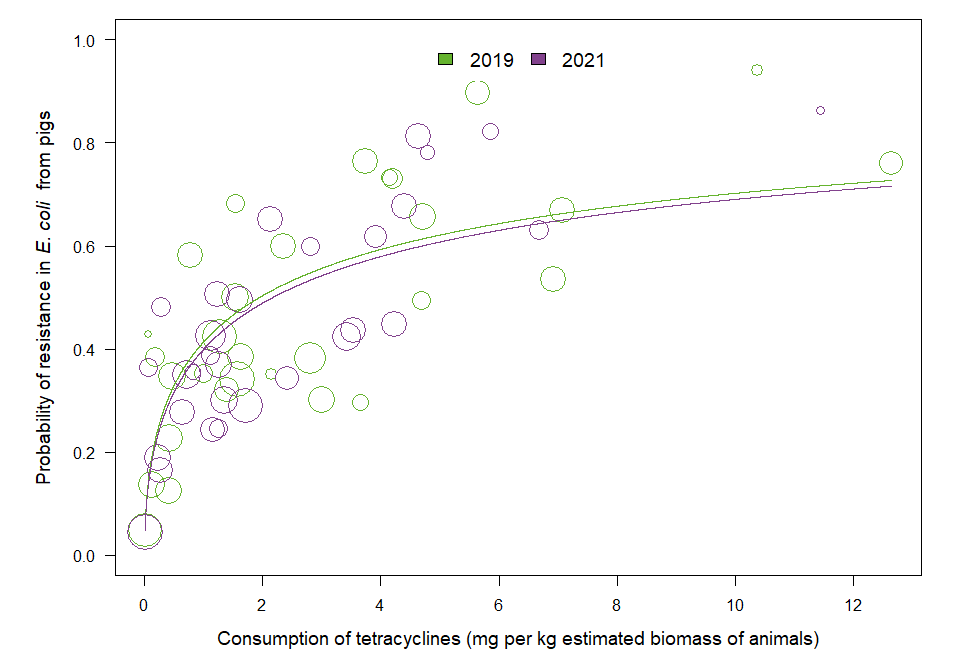 2019 2021
1.0
0.8
0.6
0.4
0.2
0.0
Probability of resistance in E. coli from pigs
0 2 4 6 8 10 12
Consumption of tetracyclines (mg per kg estimated biomass of animals)